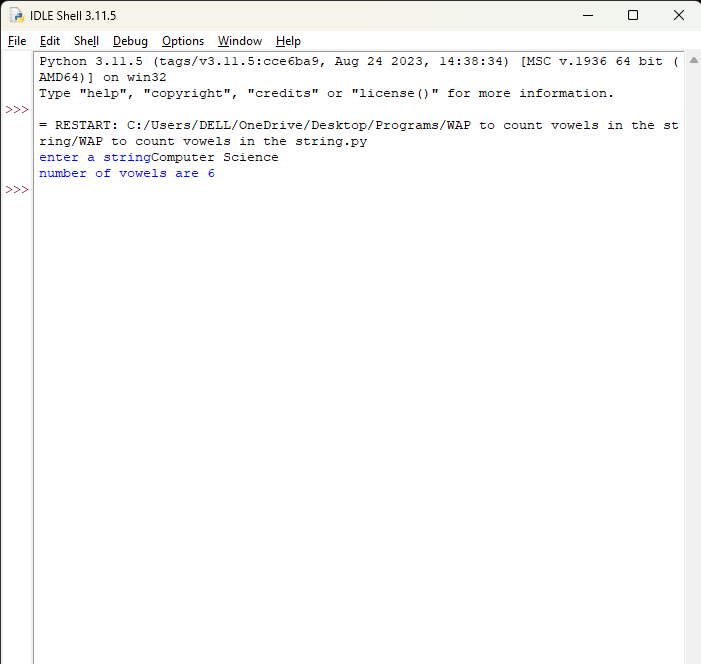 IDLE Shell 3.11.5
File Edit Shell Debug Options Window Help
Python 3.11.5 (tags/v3.11.5:cce6ba9, Aug 24 2023, 14:38:34) [MSC v.1936 64 bit (
AMD64)] on win32
Type "help", "copyright", "credits" or "license()" for more information.
>>>
= RESTART: C:/Users/DELL/OneDrive/Desktop/Programs/WAP to count vowels in the st
ring/WAP to count vowels in the string.py
enter a stringComputer Science
number of vowels are 6
>>>